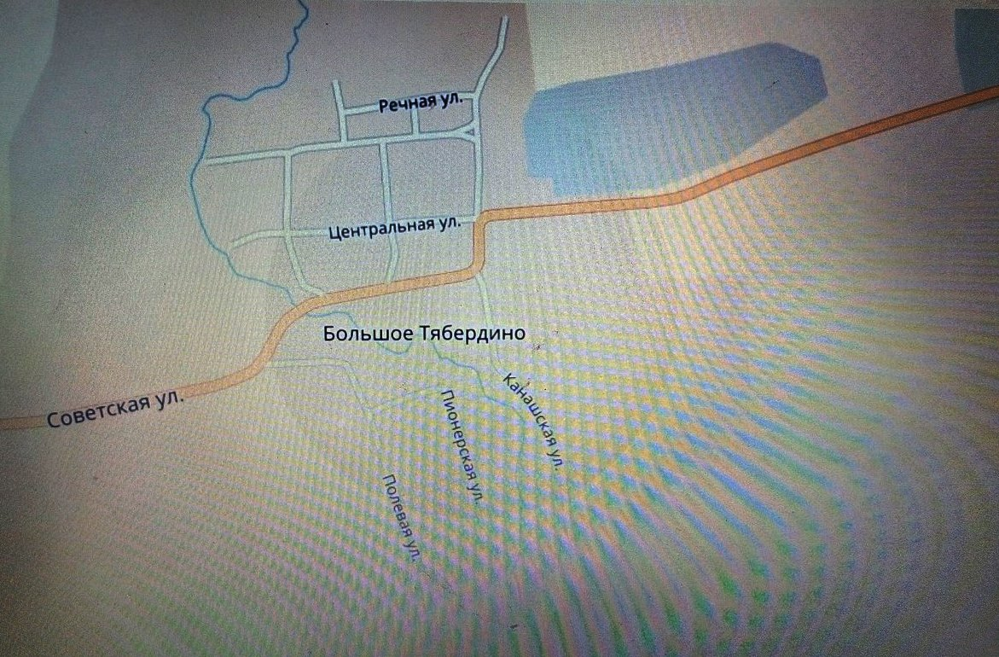 Речная ул.
Центральная ул.
Большое Тябердино
Советская ул.
Канашская ул.
Пионерская ул.
Полевая ул.